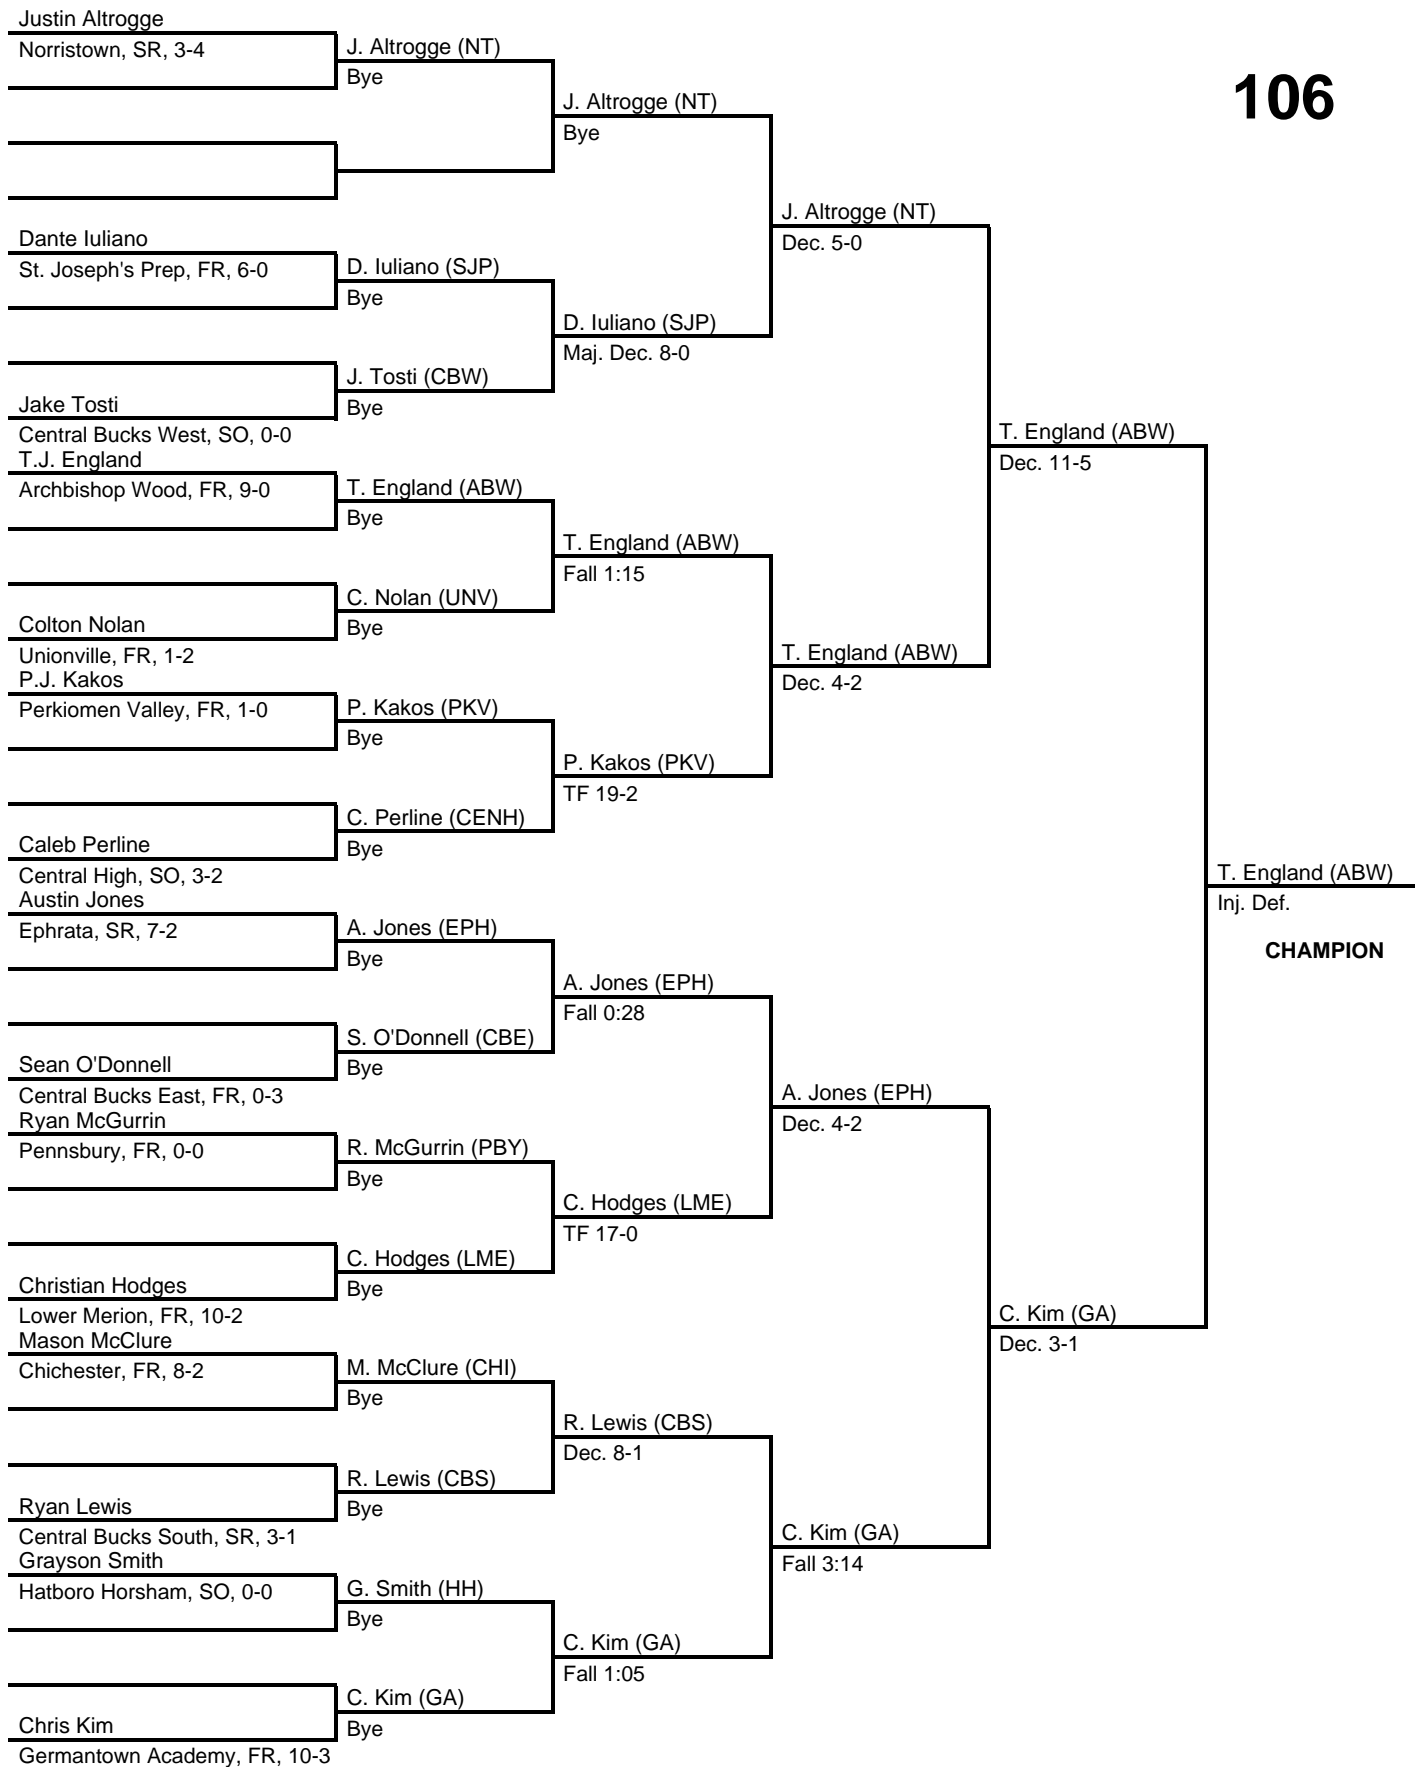 106
Justin Altrogge
Norristown, SR, 3-4
Dante Iuliano
St. Joseph's Prep, FR, 6-0
Jake Tosti
Central Bucks West, SO, 0-0
T.J. England
Archbishop Wood, FR, 9-0
Colton Nolan
Unionville, FR, 1-2
P.J. Kakos
Perkiomen Valley, FR, 1-0
Caleb Perline
Central High, SO, 3-2
Austin Jones
Ephrata, SR, 7-2
Sean O'Donnell
Central Bucks East, FR, 0-3
Ryan McGurrin
Pennsbury, FR, 0-0
Christian Hodges
Lower Merion, FR, 10-2
Mason McClure
Chichester, FR, 8-2
Ryan Lewis
Central Bucks South, SR, 3-1
Grayson Smith
Hatboro Horsham, SO, 0-0
Chris Kim
Germantown Academy, FR, 10-3
J. Altrogge (NT)
Bye
D. Iuliano (SJP)
Bye
J. Tosti (CBW)
Bye
T. England (ABW)
Bye
C. Nolan (UNV)
Bye
P. Kakos (PKV)
Bye
C. Perline (CENH)
Bye
A. Jones (EPH)
Bye
S. O'Donnell (CBE)
Bye
R. McGurrin (PBY)
Bye
C. Hodges (LME)
Bye
M. McClure (CHI)
Bye
R. Lewis (CBS)
Bye
G. Smith (HH)
Bye
C. Kim (GA)
Bye
J. Altrogge (NT)
Bye
D. Iuliano (SJP)
Maj. Dec. 8-0
T. England (ABW)
Fall 1:15
P. Kakos (PKV)
TF 19-2
A. Jones (EPH)
Fall 0:28
C. Hodges (LME)
TF 17-0
R. Lewis (CBS)
Dec. 8-1
C. Kim (GA)
Fall 1:05
J. Altrogge (NT)
Dec. 5-0
T. England (ABW)
Dec. 4-2
A. Jones (EPH)
Dec. 4-2
C. Kim (GA)
Fall 3:14
T. England (ABW)
Dec. 11-5
C. Kim (GA)
Dec. 3-1
T. England (ABW)
Inj. Def.
CHAMPION